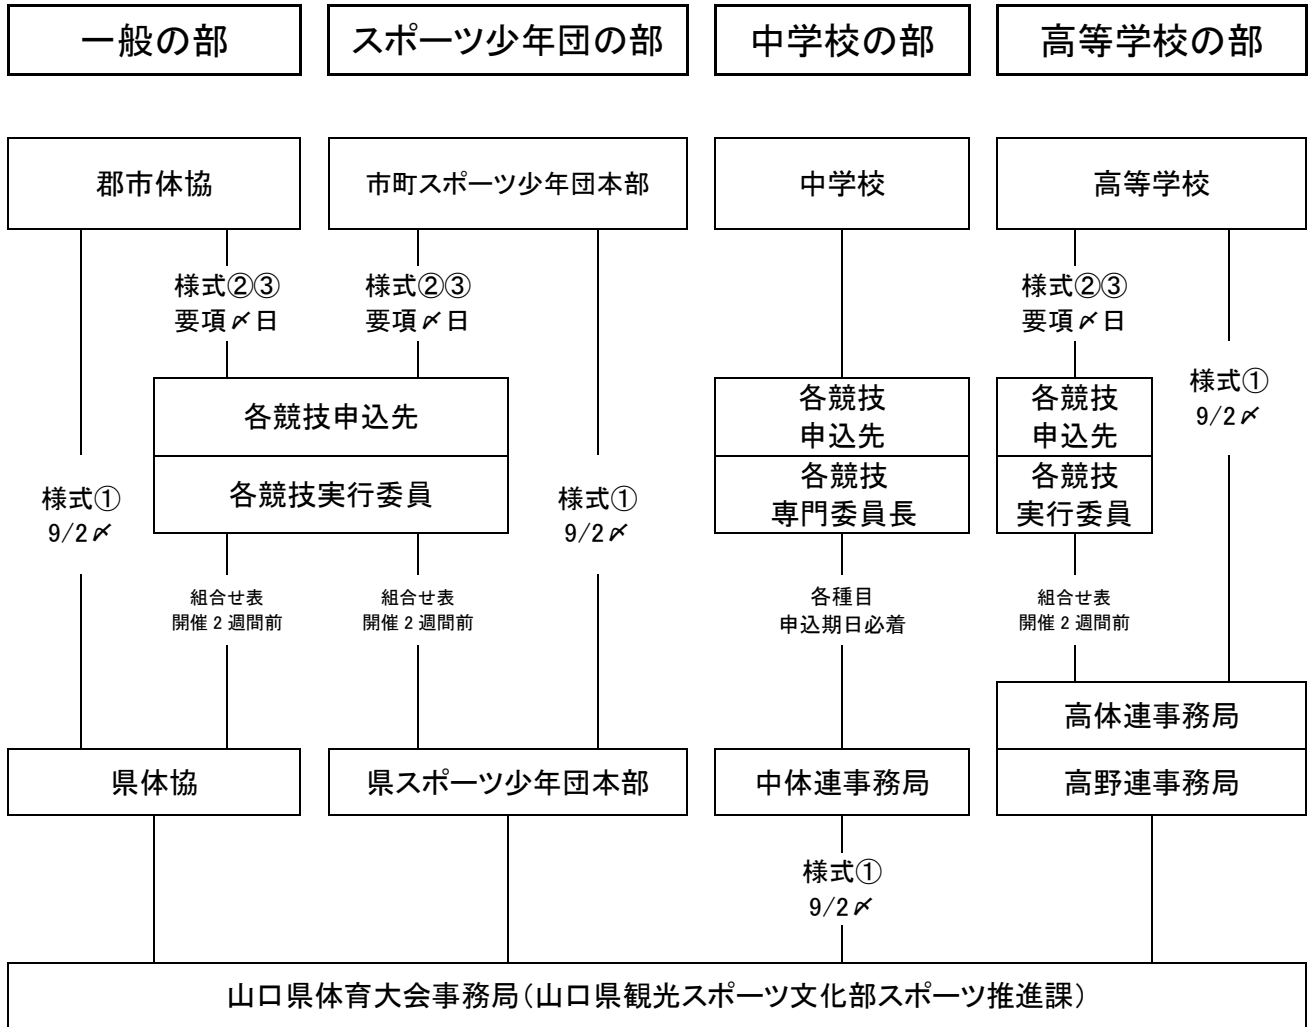 一般の部
スポーツ少年団の部
中学校の部
高等学校の部
郡市体協
市町スポーツ少年団本部
中学校
高等学校
様式②③
要項〆日
様式②③
要項〆日
様式②③
要項〆日
様式①
9/2〆
各競技申込先
各競技実行委員
各競技
申込先
各競技
専門委員長
各競技
申込先
各競技
実行委員
様式①
9/2〆
様式①
9/2〆
組合せ表
開催２週間前
組合せ表
開催２週間前
各種目
申込期日必着
組合せ表
開催２週間前
高体連事務局
県体協
県スポーツ少年団本部
中体連事務局
高野連事務局
様式①
9/2〆
山口県体育大会事務局（山口県観光スポーツ文化部スポーツ推進課）